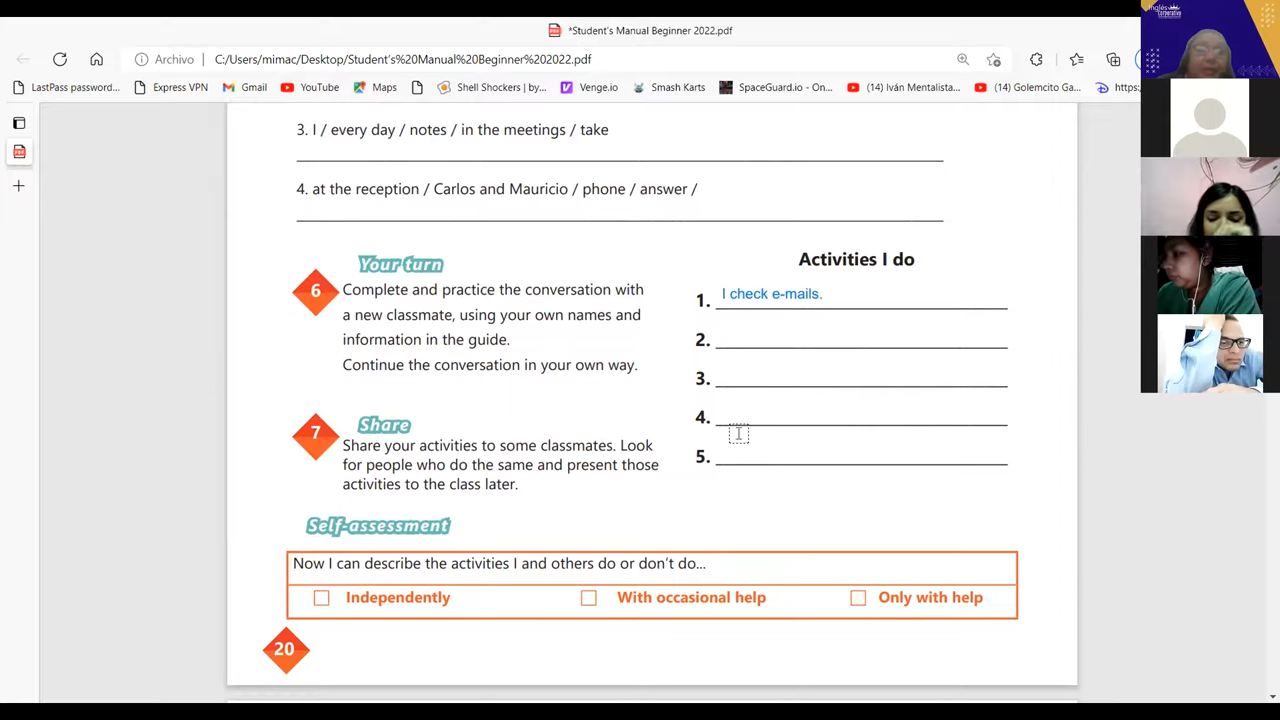 *Student's Manual Beginner 2022.pdf
Archivo
C:/Users/mimac/Desktop/Student's%20Manual%20Beginner%202022.pdf
LastPass password...
Express VPN
Gmail
YouTube
Maps
Shell Shockers | by...
Venge.io
Smash Karts
SpaceGuard.io - On...
(14) Iván Mentalista...
(14) Golemcito Ga...
https:
3. I / every day / notes / in the meetings / take
4. at the reception / Carlos and Mauricio / phone / answer /
6
Your turn
Complete and practice the conversation with
a new classmate, using your own names and
information in the guide.
Continue the conversation in your own way.
7
Share
Share your activities to some classmates. Look
for people who do the same and present those
activities to the class later.
Activities I do
1. I check e-mails.
2.
3.
4.
5.
Self-assessment
Now I can describe the activities I and others do or don't do...
Independently
With occasional help
Only with help
20
Inglés
Corporativo